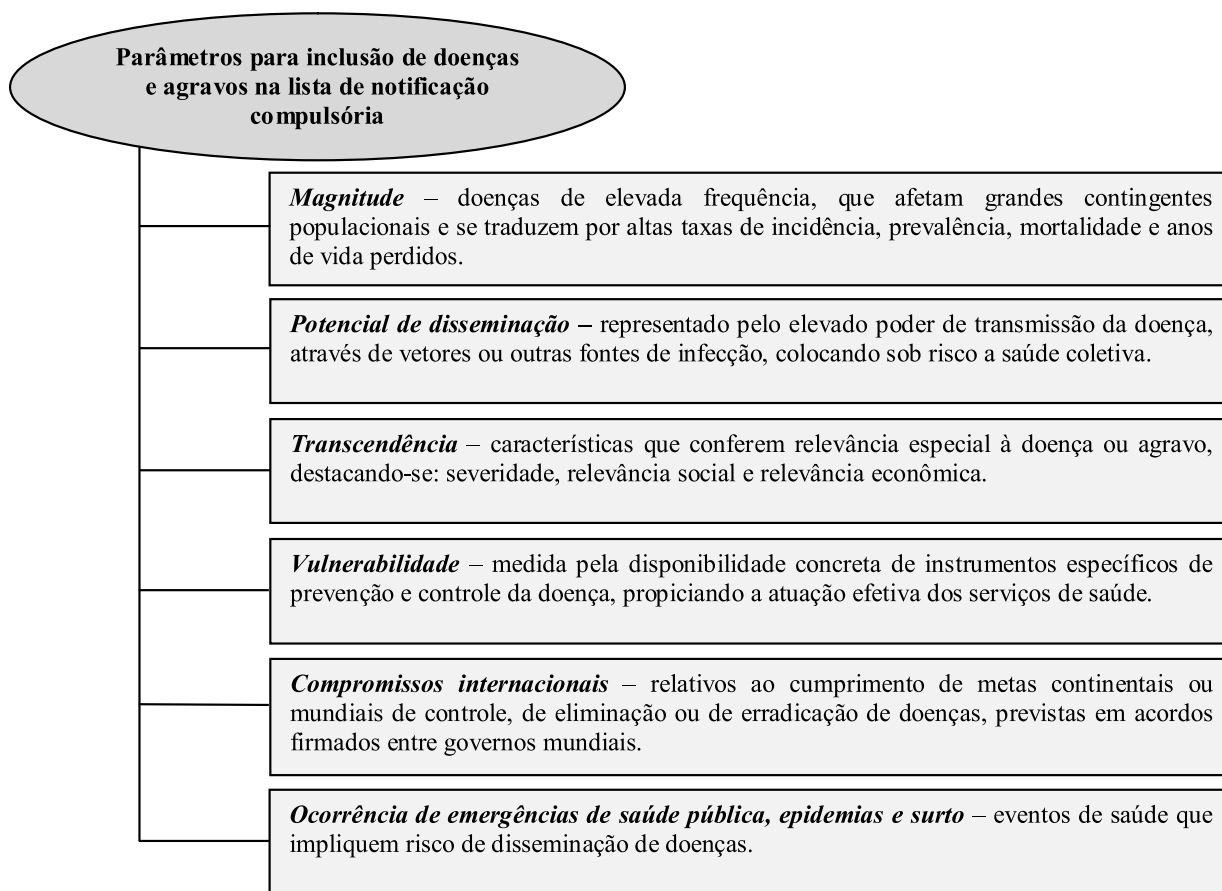 Parâmetros para inclusão de doenças
e agravos na lista de notificação
compulsória
Magnitude – doenças de elevada frequência, que afetam grandes contingentes
populacionais e se traduzem por altas taxas de incidência, prevalência, mortalidade e anos
de vida perdidos.
Potencial de disseminação – representado pelo elevado poder de transmissão da doença,
através de vetores ou outras fontes de infecção, colocando sob risco a saúde coletiva.
Transcendência – características que conferem relevância especial à doença ou agravo,
destacando-se: severidade, relevância social e relevância econômica.
Vulnerabilidade – medida pela disponibilidade concreta de instrumentos específicos de
prevenção e controle da doença, propiciando a atuação efetiva dos serviços de saúde.
Compromissos internacionais – relativos ao cumprimento de metas continentais ou
mundiais de controle, de eliminação ou de erradicação de doenças, previstas em acordos
firmados entre governos mundiais.
Ocorrência de emergências de saúde pública, epidemias e surto – eventos de saúde que
impliquem risco de disseminação de doenças.